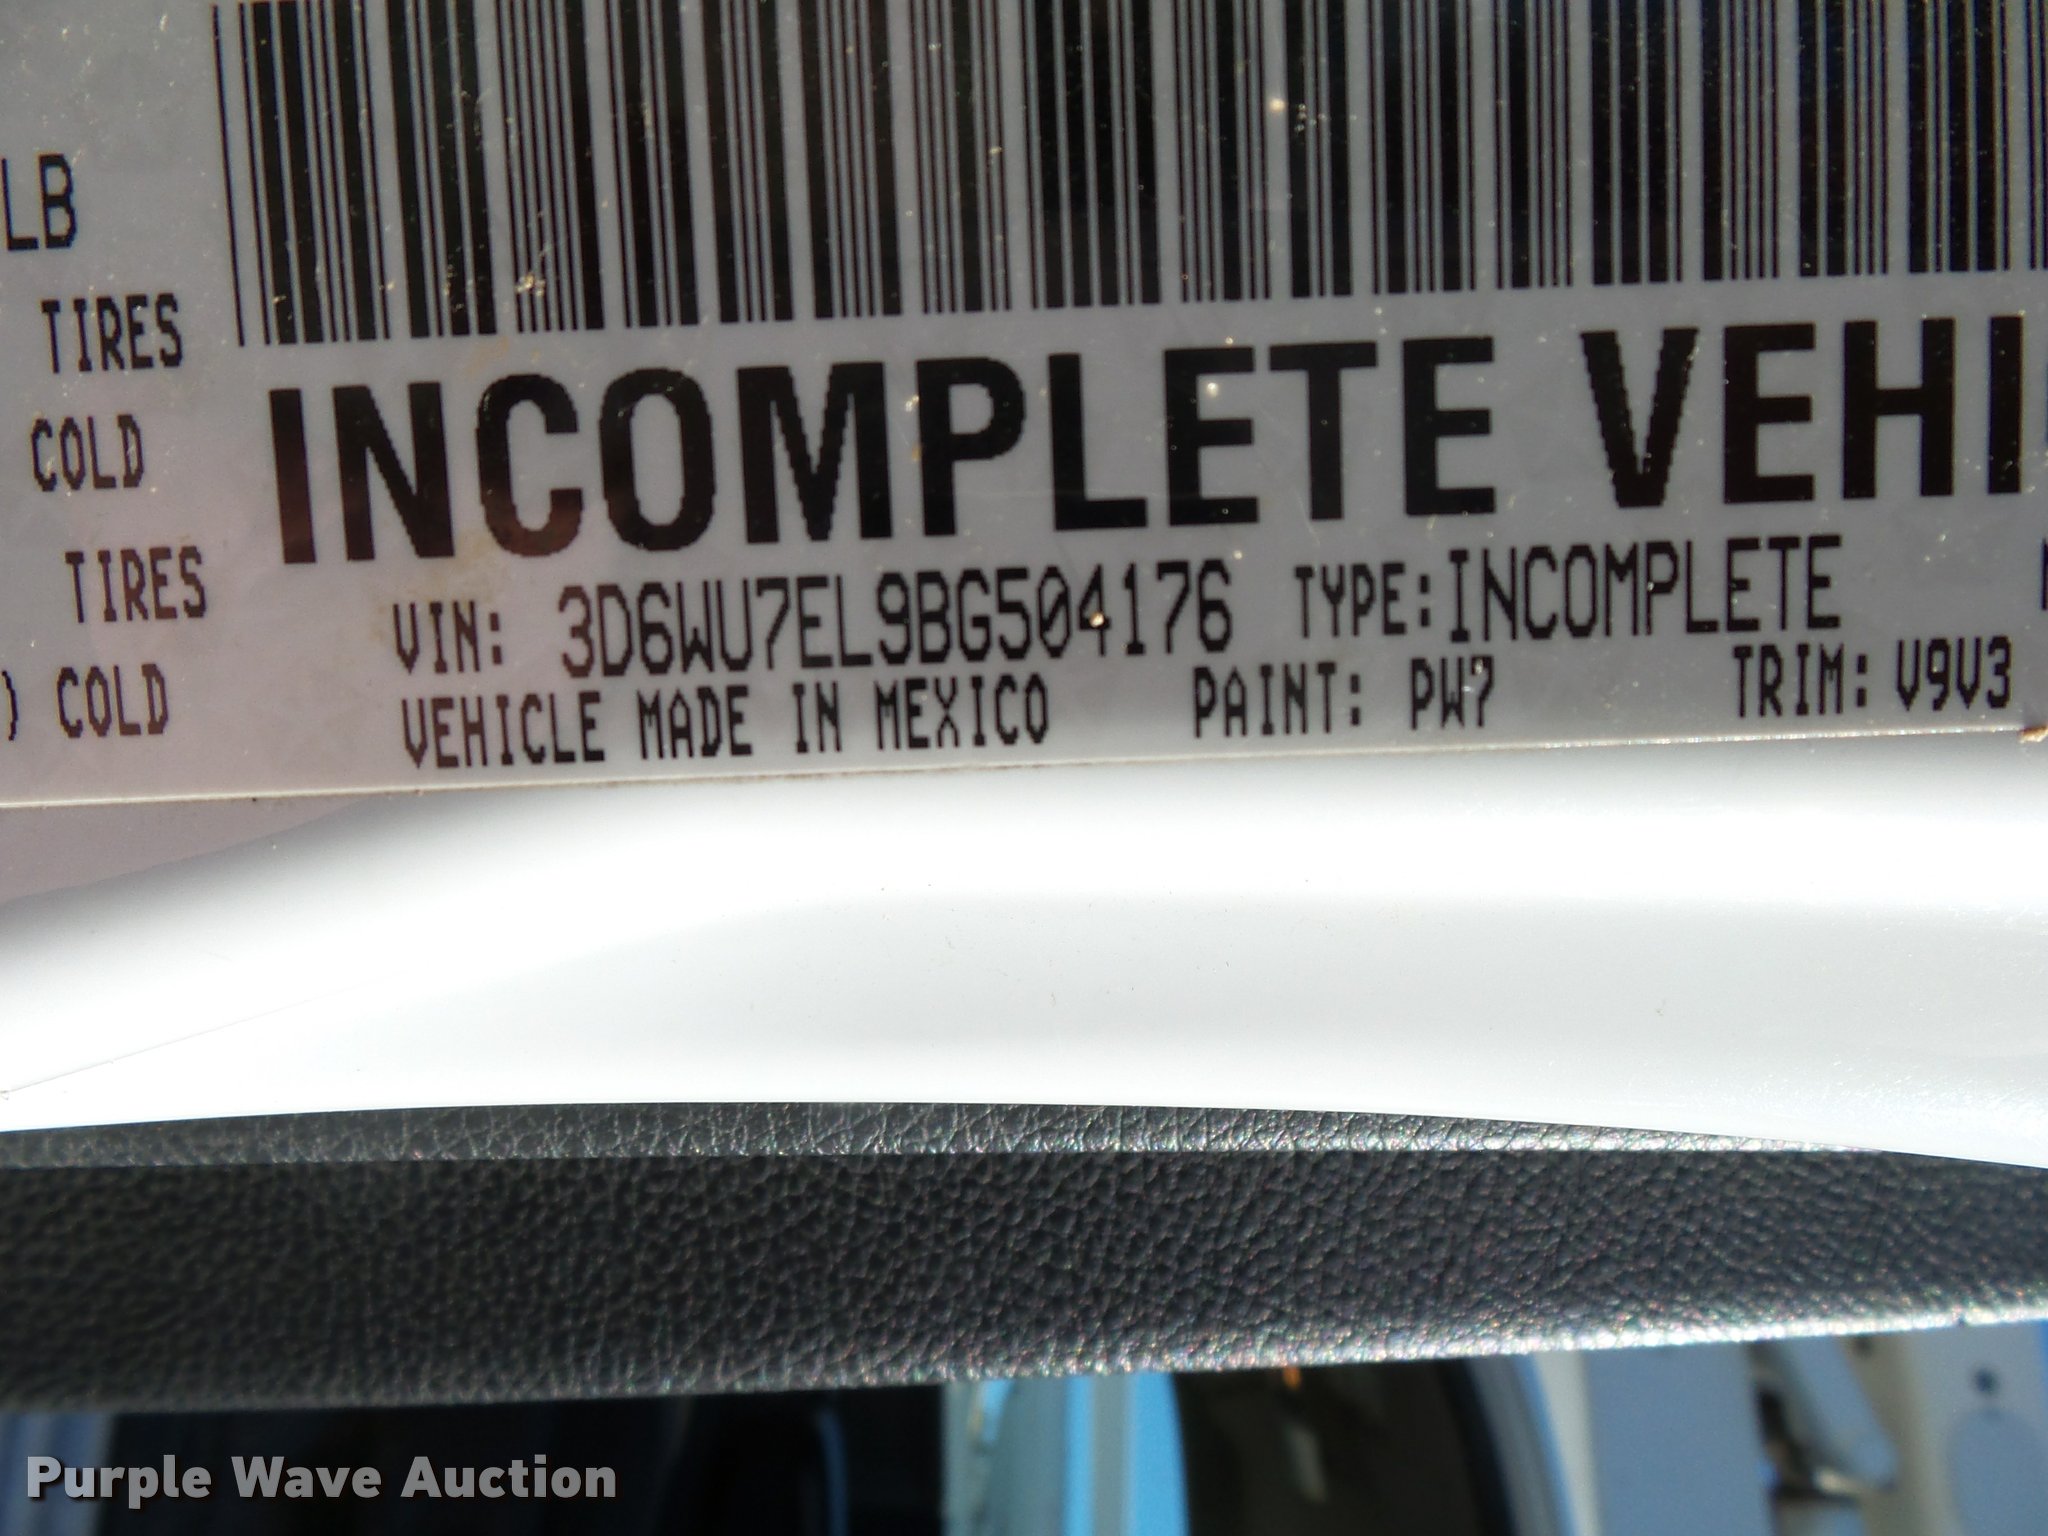 LB
TIRES
COLD
TIRES
) COLD
INCOMPLETE VEHI
VIN: 3D6WU7EL9BG504176 TYPE:INCOMPLETE
VEHICLE MADE IN MEXICO PAINT: PW7 TRIM: V9V3
Purple Wave Auction